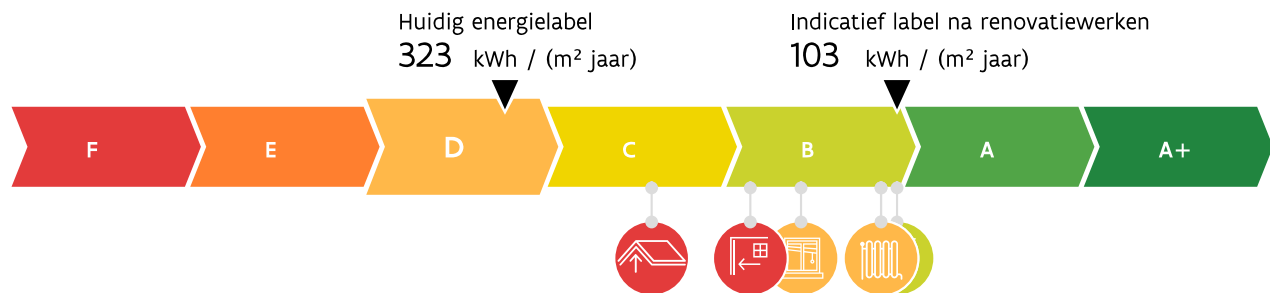 Huidig energielabel
323 kWh / (m² jaar)
Indicatief label na renovatiewerken
103 kWh / (m² jaar)
F E D C B A A+